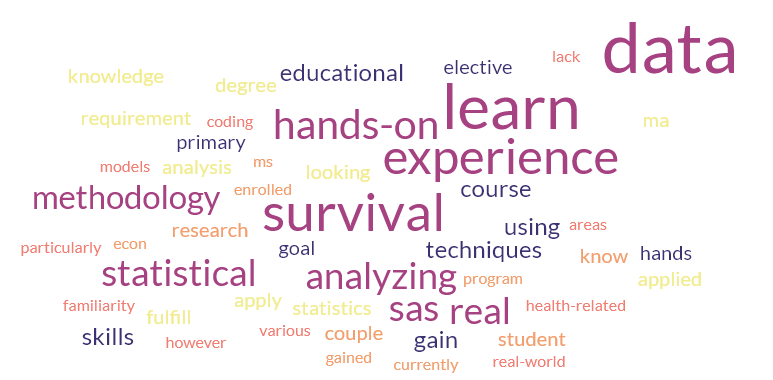 data
lack
elective
educational
knowledge
degree
learn
requirement
coding
hands-on
ma
primary
experience
models
analysis
ms
looking
enrolled
course
methodology
survival
using
areas
research
particularly
econ
goal
techniques
know
hands
statistical
analyzing
program
applied
familiarity
fulfill
apply
statistics
sas
real
health-related
skills
however
various
couple
gain
student
gained
currently
real-world